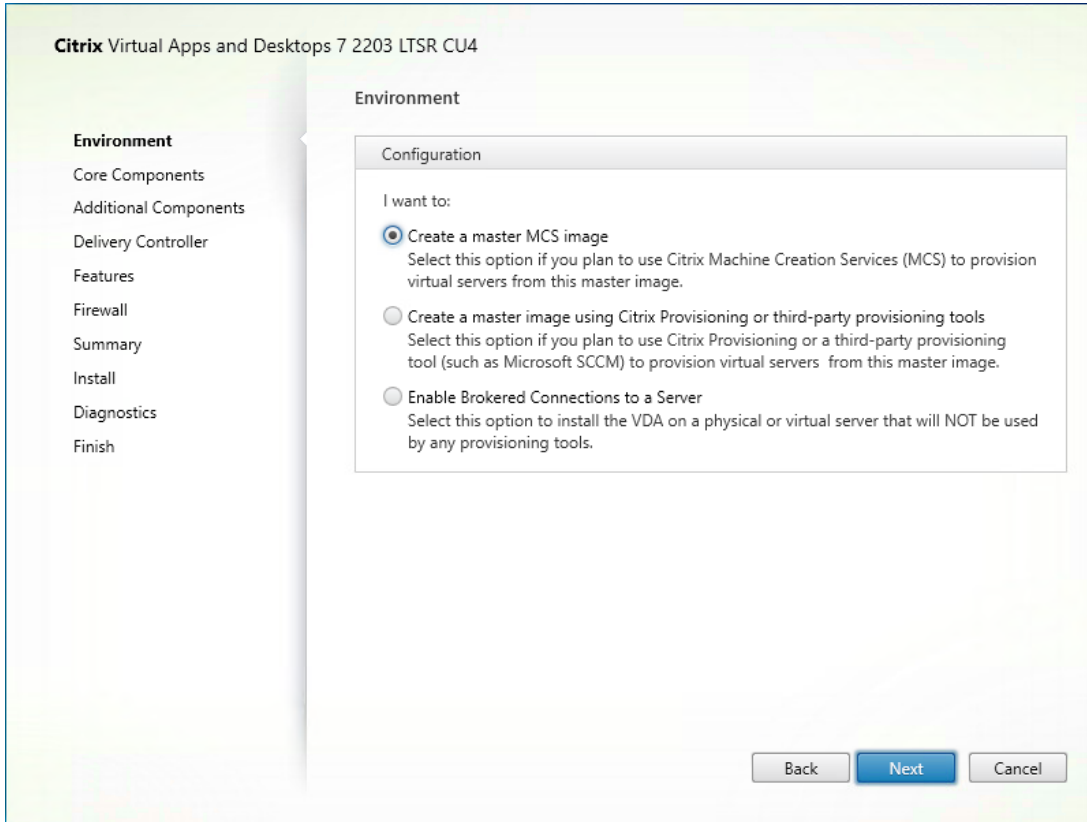 Citrix Virtual Apps and Desktops 7 2203 LTSR CU4
Environment
Core Components
Additional Components
Delivery Controller
Features
Firewall
Summary
Install
Diagnostics
Finish
Environment
Configuration
I want to:
Create a master MCS image
Select this option if you plan to use Citrix Machine Creation Services (MCS) to provision
virtual servers from this master image.
Create a master image using Citrix Provisioning or third-party provisioning tools
Select this option if you plan to use Citrix Provisioning or a third-party provisioning
tool (such as Microsoft SCCM) to provision virtual servers  from this master image.
Enable Brokered Connections to a Server
Select this option to install the VDA on a physical or virtual server that will NOT be used
by any provisioning tools.
Back
Next
Cancel